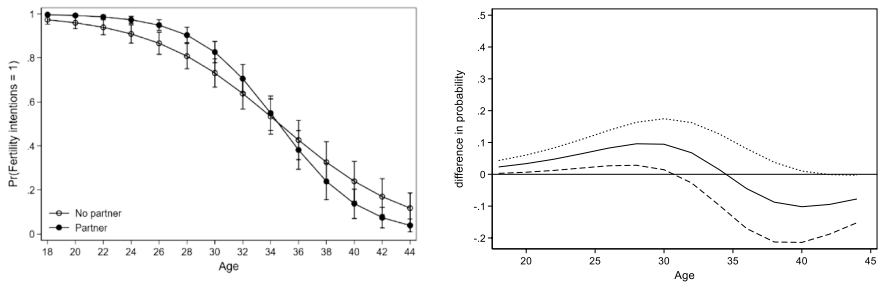 Pr(Fertility intentions = 1)
1
.8
.6
.4
.2
0
No partner
Partner
18 20 22 24 26 28 30 32 34 36 38 40 42 44
Age
difference in probability
.5
.4
.3
.2
.1
0
-.1
-.2
20 25 30 35 40 45
Age